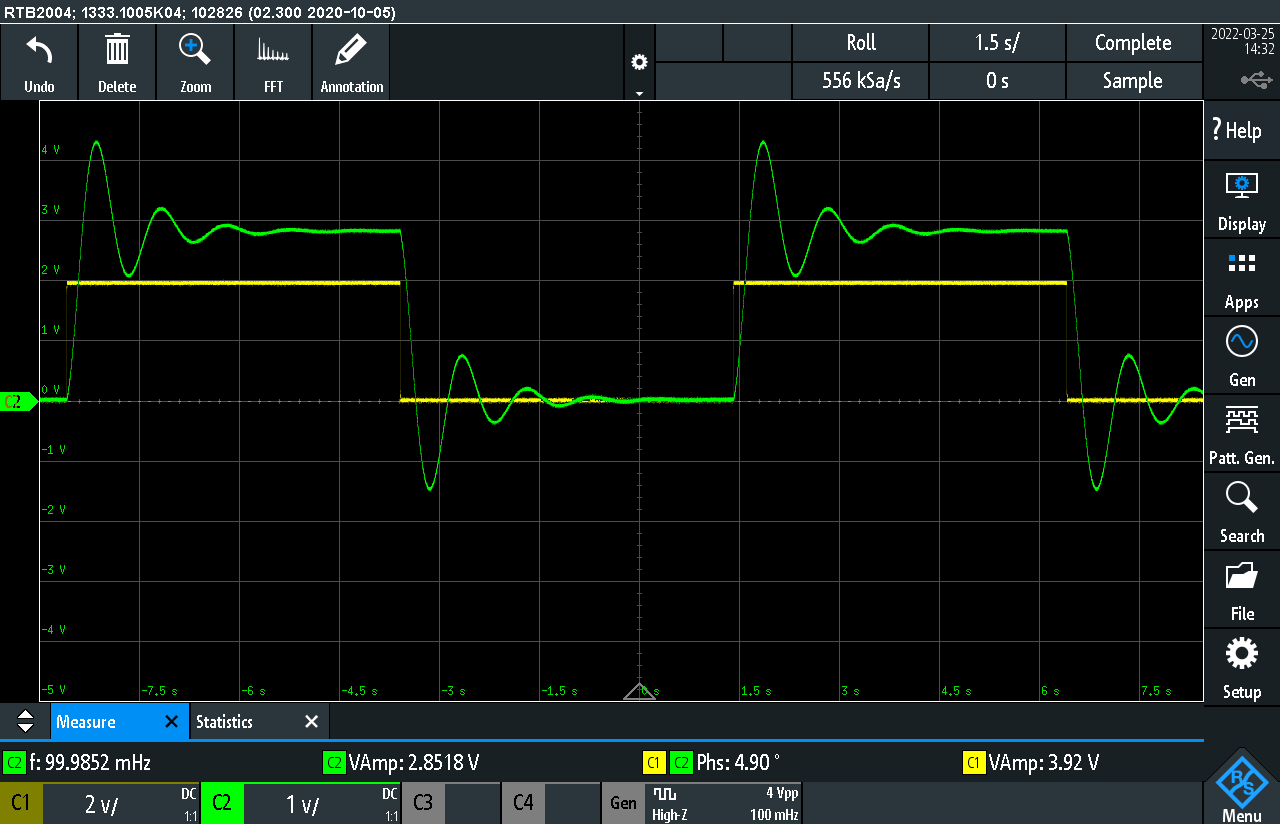 RTB2004; 1333.1005K04; 102826 (02.300 2020-10-05)
Undo
Delete
Zoom
FFT
Annotation
Roll
1.5 s/
Complete
2022-03-25
14:32
556 kSa/s
0 s
Sample
? Help
Display
Apps
Gen
Patt. Gen.
Search
File
Setup
Menu
4 V
3 V
2 V
1 V
0 V
-1 V
-2 V
-3 V
-4 V
-5 V
C2
-7.5 s
-6 s
-4.5 s
-3 s
-1.5 s
0 s
1.5 s
3 s
4.5 s
6 s
7.5 s
Measure
Statistics
C2 f: 99.9852 mHz
C2 VAmp: 2.8518 V
C1 C2 Phs: 4.90 °
C1 VAmp: 3.92 V
C1 2 V/ DC 1:1
C2 1 V/ DC 1:1
C3
C4
Gen
4 Vpp
High-Z 100 mHz
R&S